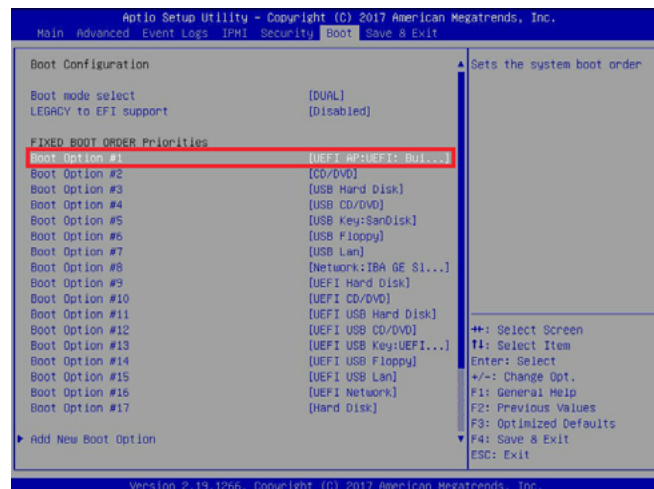 Aptio Setup Utility – Copyright (C) 2017 American Megatrends, Inc.
Main Advanced Event Logs IPMI Security Boot Save & Exit
Boot Configuration
Boot mode select [DUAL]
LEGACY to EFI support [Disabled]
FIXED BOOT ORDER Priorities
Boot Option #1 [UEFI AP:UEFI: Bui...]
Boot Option #2 [CD/DVD]
Boot Option #3 [USB Hard Disk]
Boot Option #4 [USB CD/DVD]
Boot Option #5 [USB Key:SanDisk]
Boot Option #6 [USB Floppy]
Boot Option #7 [USB Lan]
Boot Option #8 [Network:IBA GE Sl...]
Boot Option #9 [UEFI Hard Disk]
Boot Option #10 [UEFI CD/DVD]
Boot Option #11 [UEFI USB Hard Disk]
Boot Option #12 [UEFI USB CD/DVD]
Boot Option #13 [UEFI USB Key:UEFI...]
Boot Option #14 [UEFI USB Floppy]
Boot Option #15 [UEFI USB Lan]
Boot Option #16 [UEFI Network]
Boot Option #17 [Hard Disk]
Add New Boot Option
Sets the system boot order
→←: Select Screen
↑↓: Select Item
Enter: Select
+/-: Change Opt.
F1: General Help
F2: Previous Values
F3: Optimized Defaults
F4: Save & Exit
ESC: Exit
Version 2.19.1266. Copyright (C) 2017 American Megatrends, Inc.